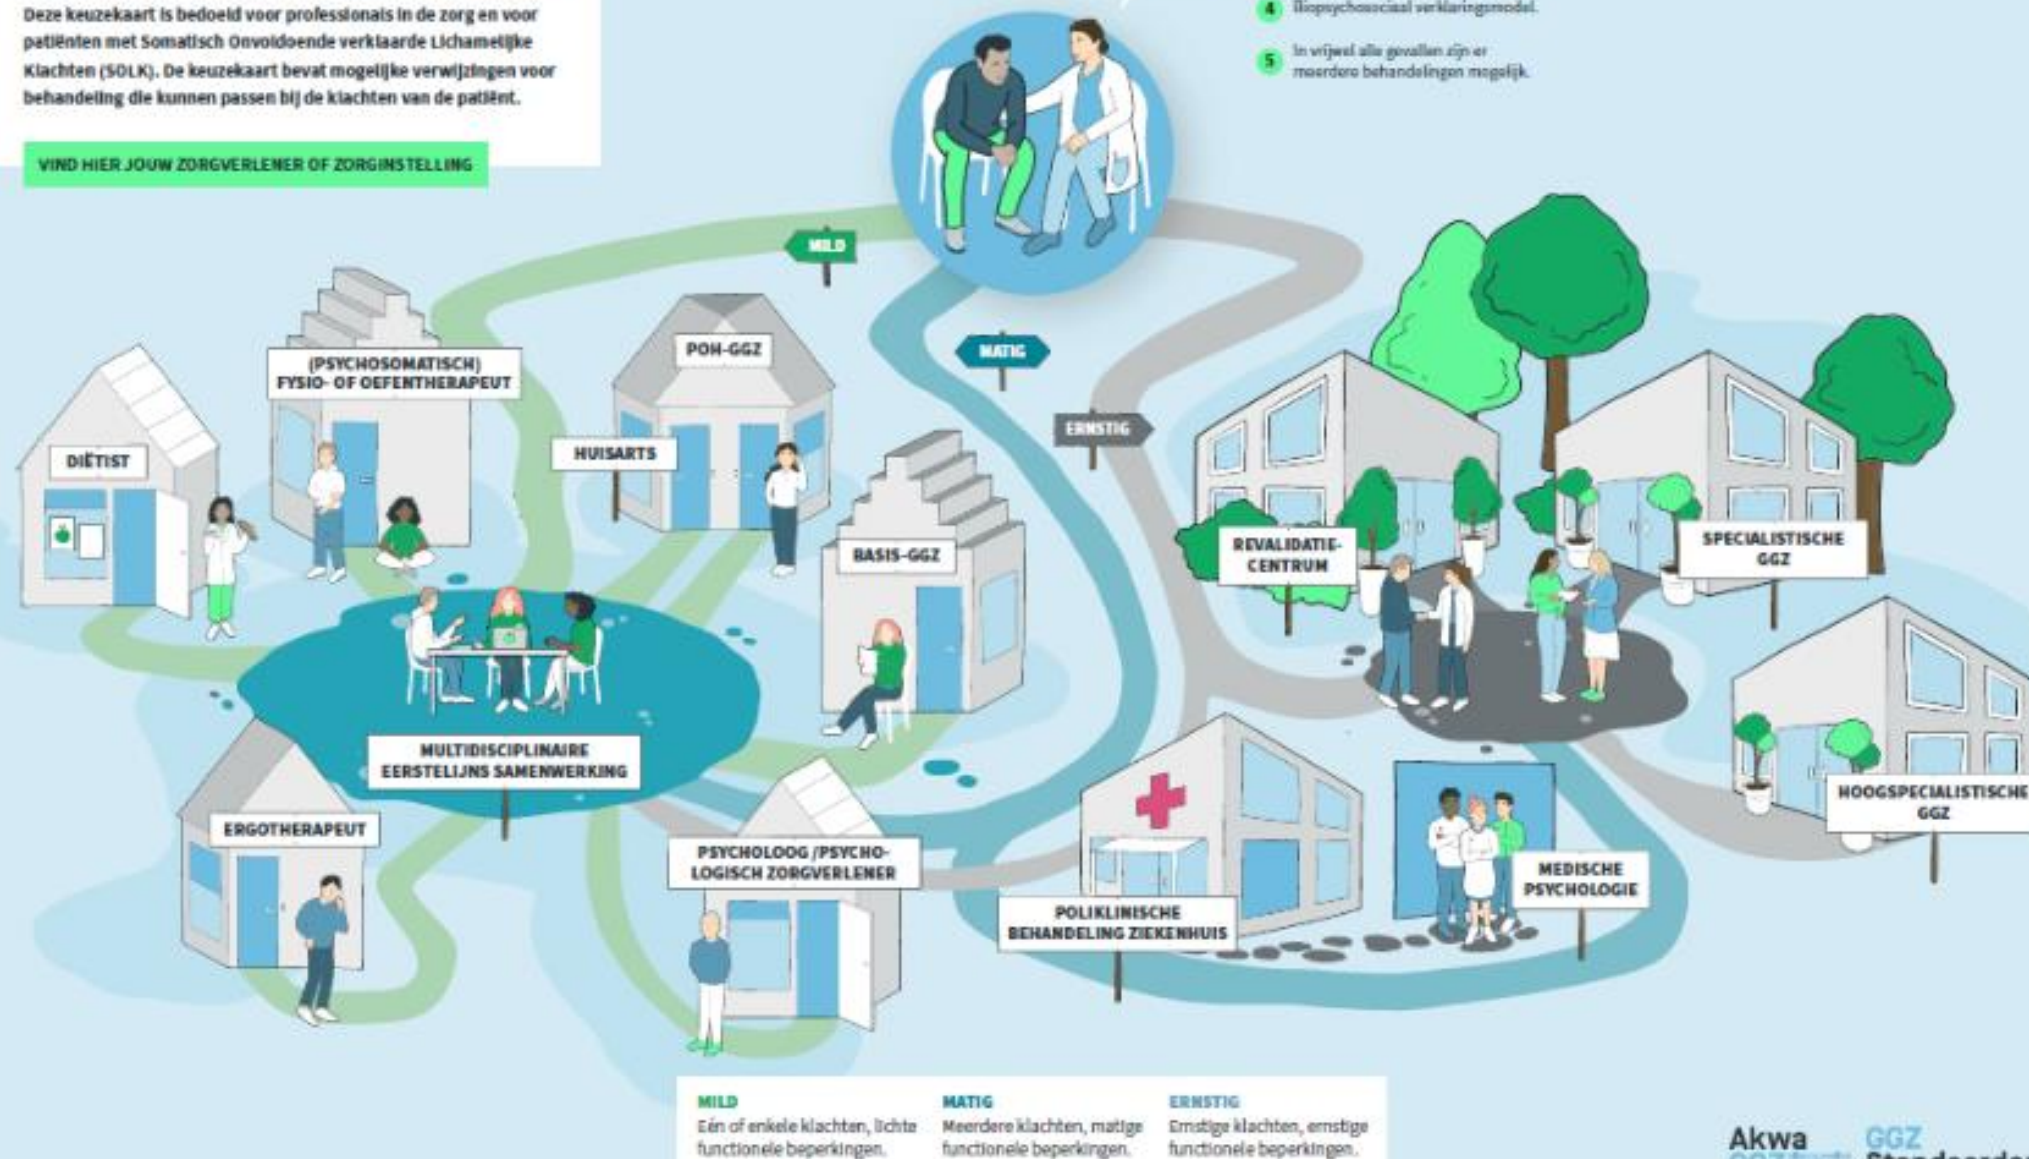 Deze keuzekaart is bedoeld voor professionals in de zorg en voor
patiënten met Somatisch Onvoldoende verklaarde Lichamelijke
Klachten (SOLK). De keuzekaart bevat mogelijke verwijzingen voor
behandeling die kunnen passen bij de klachten van de patiënt.
VIND HIER JOUW ZORGVERLENER OF ZORGINSTELLING
4 Biopsychosociaal verklaringsmodel.
5 In vrijwel alle gevallen zijn er
meerdere behandelingen mogelijk.
MILD
MATIG
ERNSTIG
(PSYCHOSOMATISCH)
FYSIO- OF OEFENTHERAPEUT
POH-GGZ
HUISARTS
DIËTIST
BASIS-GGZ
REVALIDATIE-
CENTRUM
SPECIALISTISCHE
GGZ
MULTIDISCIPLINAIRE
EERSTELIJNS SAMENWERKING
HOOGSPECIALISTISCHE
GGZ
ERGOTHERAPEUT
PSYCHOLOOG /PSYCHO-
LOGISCH ZORGVERLENER
MEDISCHE
PSYCHOLOGIE
POLIKLINISCHE
BEHANDELING ZIEKENHUIS
MILD
Eén of enkele klachten, lichte
functionele beperkingen.
MATIG
Meerdere klachten, matige
functionele beperkingen.
ERNSTIG
Ernstige klachten, ernstige
functionele beperkingen.
Akwa
GGZ